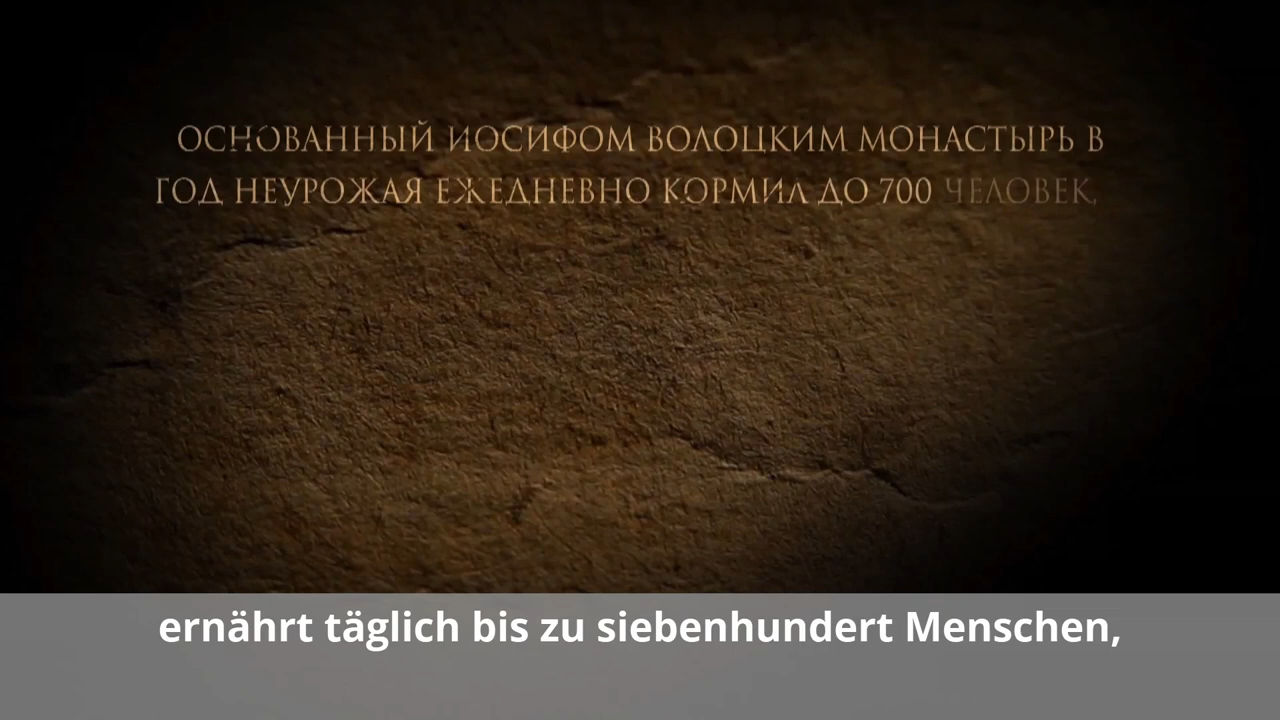 ОСНОВАННЫЙ ИОСИФОМ ВОЛОЦКИМ МОНАСТЫРЬ В
ГОД НЕУРОЖАЯ ЕЖЕДНЕВНО КОРМИЛ ДО 700 ЧЕЛОВЕК,
ernährt täglich bis zu siebenhundert Menschen,